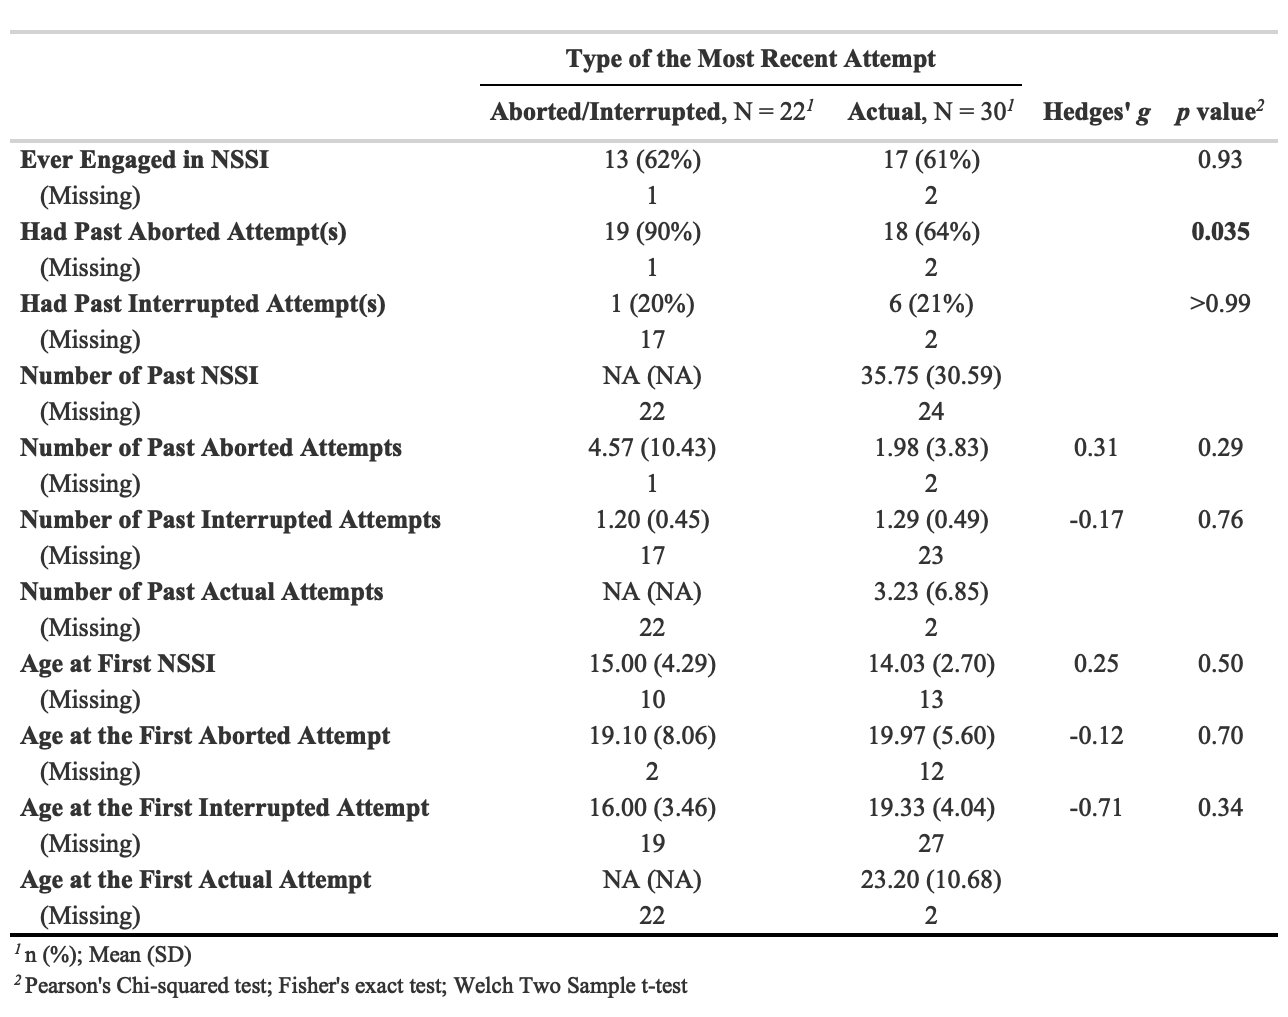 Type of the Most Recent Attempt
Aborted/Interrupted, N = 22¹ Actual, N = 30¹ Hedges' g p value²
Ever Engaged in NSSI 13 (62%) 17 (61%) 0.93
(Missing) 1 2
Had Past Aborted Attempt(s) 19 (90%) 18 (64%) 0.035
(Missing) 1 2
Had Past Interrupted Attempt(s) 1 (20%) 6 (21%) >0.99
(Missing) 17 2
Number of Past NSSI NA (NA) 35.75 (30.59)
(Missing) 22 24
Number of Past Aborted Attempts 4.57 (10.43) 1.98 (3.83) 0.31 0.29
(Missing) 1 2
Number of Past Interrupted Attempts 1.20 (0.45) 1.29 (0.49) -0.17 0.76
(Missing) 17 23
Number of Past Actual Attempts NA (NA) 3.23 (6.85)
(Missing) 22 2
Age at First NSSI 15.00 (4.29) 14.03 (2.70) 0.25 0.50
(Missing) 10 13
Age at the First Aborted Attempt 19.10 (8.06) 19.97 (5.60) -0.12 0.70
(Missing) 2 12
Age at the First Interrupted Attempt 16.00 (3.46) 19.33 (4.04) -0.71 0.34
(Missing) 19 27
Age at the First Actual Attempt NA (NA) 23.20 (10.68)
(Missing) 22 2
¹ n (%); Mean (SD)
² Pearson's Chi-squared test; Fisher's exact test; Welch Two Sample t-test